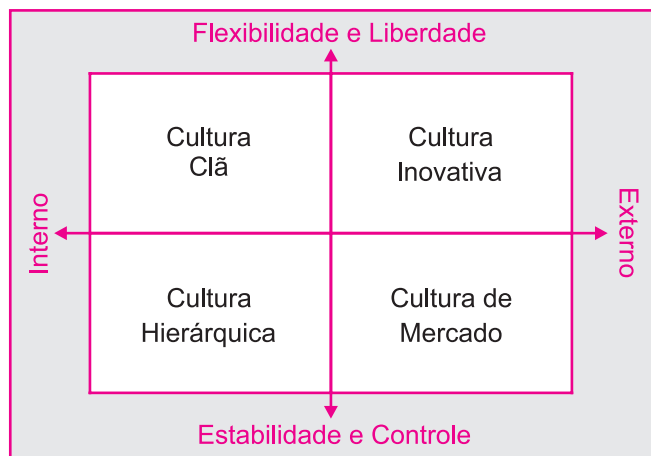 Flexibilidade e Liberdade
Cultura
Clã
Cultura
Inovativa
Interno
Externo
Cultura
Hierárquica
Cultura de
Mercado
Estabilidade e Controle